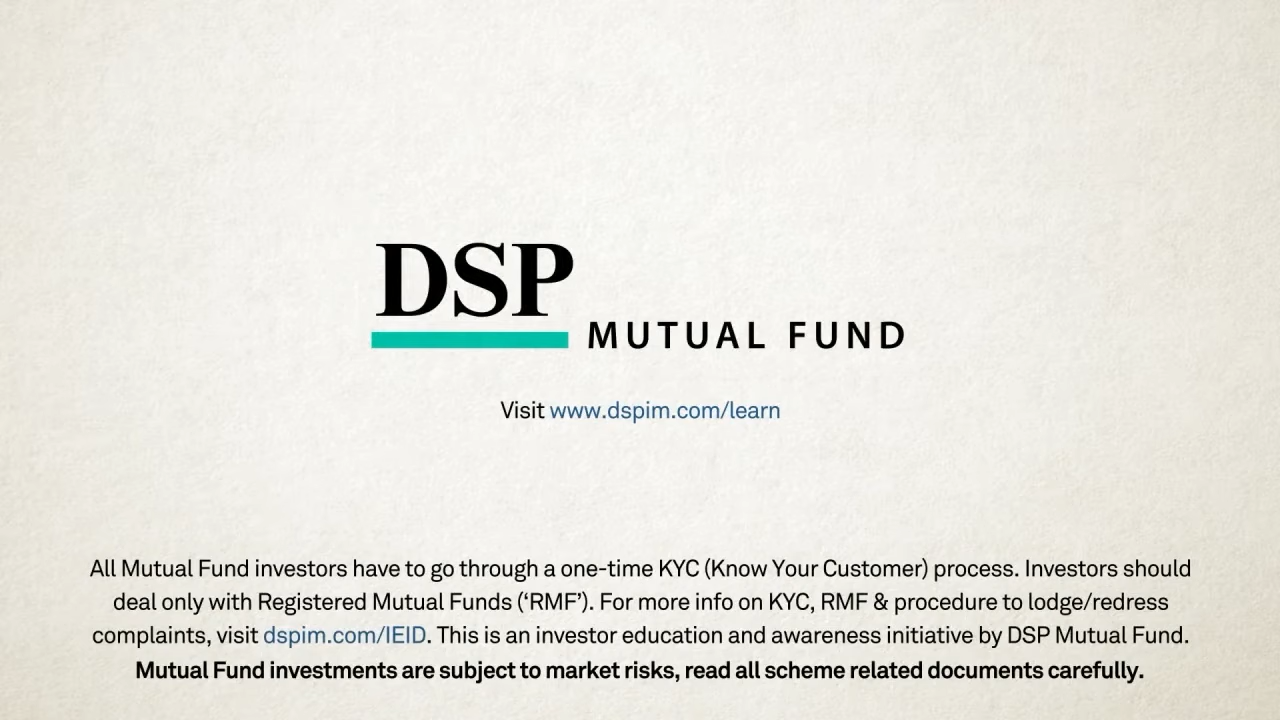 DSP
MUTUAL FUND
Visit www.dspim.com/learn
All Mutual Fund investors have to go through a one-time KYC (Know Your Customer) process. Investors should
deal only with Registered Mutual Funds (‘RMF’). For more info on KYC, RMF & procedure to lodge/redress
complaints, visit dspim.com/IEID. This is an investor education and awareness initiative by DSP Mutual Fund.
Mutual Fund investments are subject to market risks, read all scheme related documents carefully.